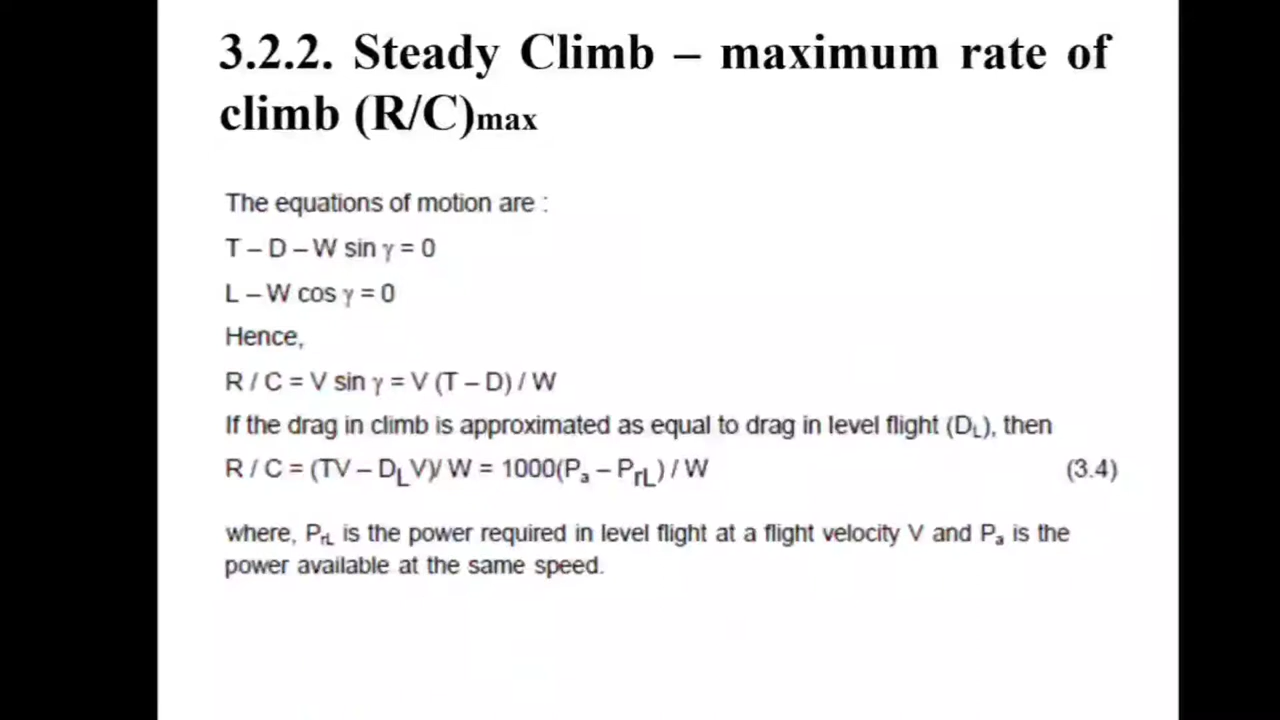 3.2.2. Steady Climb – maximum rate of
climb (R/C)max
The equations of motion are :
T – D – W sin γ = 0
L – W cos γ = 0
Hence,
R / C = V sin γ = V (T – D) / W
If the drag in climb is approximated as equal to drag in level flight (DL), then
R / C = (TV – DLV)/ W = 1000(Pa – PrL) / W (3.4)
where, PrL is the power required in level flight at a flight velocity V and Pa is the
power available at the same speed.